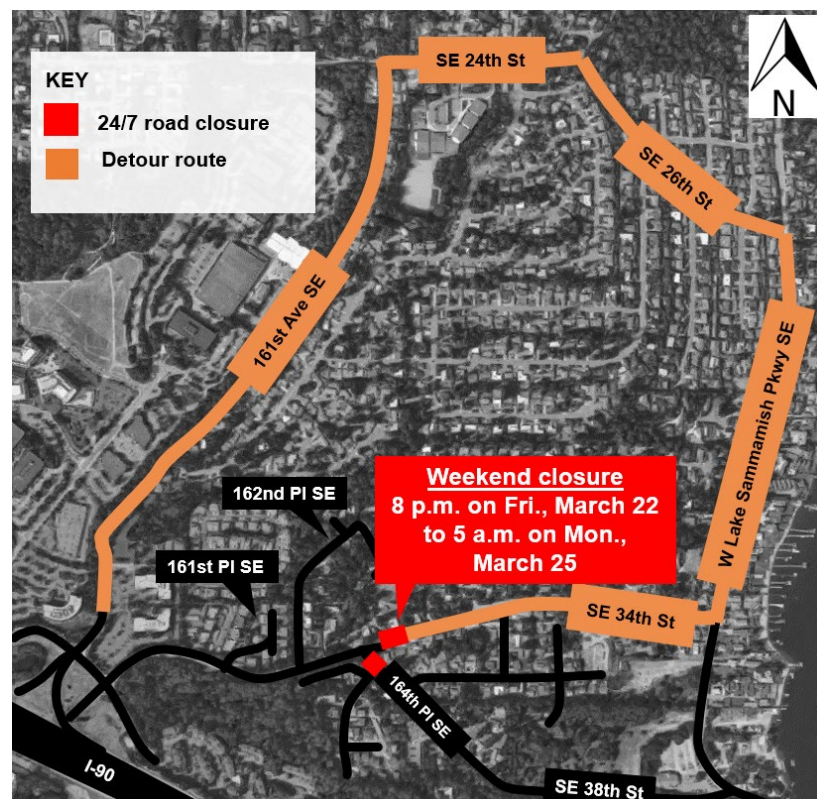 KEY
24/7 road closure
Detour route
SE 24th St
N
SE 26th St
161st Ave SE
W Lake Sammamish Pkwy SE
Weekend closure
8 p.m. on Fri., March 22
to 5 a.m. on Mon.,
March 25
162nd Pl SE
161st Pl SE
SE 34th St
164th Pl SE
I-90
SE 38th St